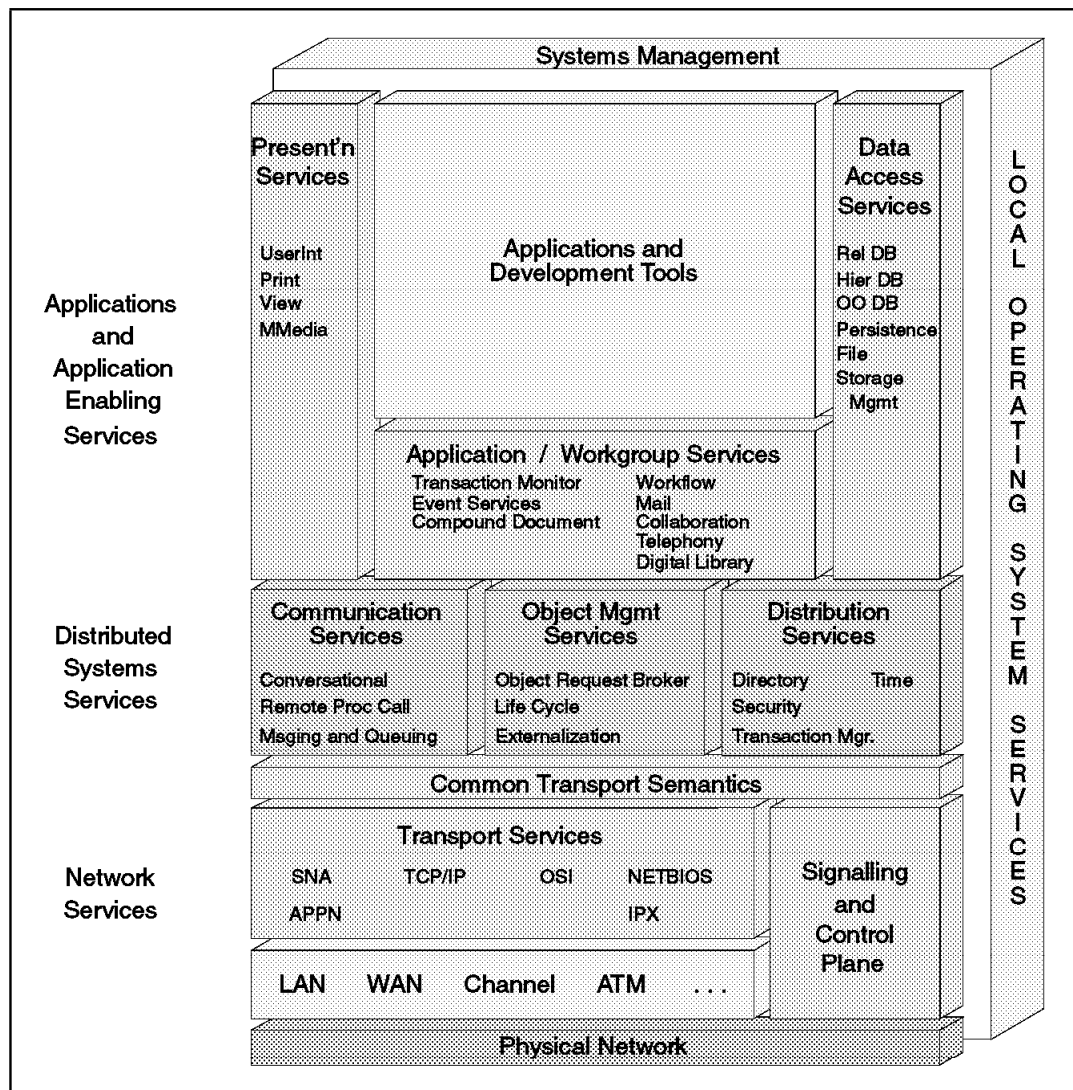 Systems Management
Present'n
Services
UserInt
Print
View
MMedia
Applications and
Development Tools
Data
Access
Services
Rel DB
Hier DB
OO DB
Persistence
File
Storage
Mgmt
LOCAL OPERATING SYSTEM SERVICES
Applications
and
Application
Enabling
Services
Application / Workgroup Services
Transaction Monitor
Event Services
Compound Document
Workflow
Mail
Collaboration
Telephony
Digital Library
Distributed
Systems
Services
Communication
Services
Conversational
Remote Proc Call
Msging and Queuing
Object Mgmt
Services
Object Request Broker
Life Cycle
Externalization
Distribution
Services
Directory Time
Security
Transaction Mgr.
Common Transport Semantics
Network
Services
Transport Services
SNA TCP/IP OSI NETBIOS
APPN IPX
Signalling
and
Control
Plane
LAN WAN Channel ATM . . .
Physical Network